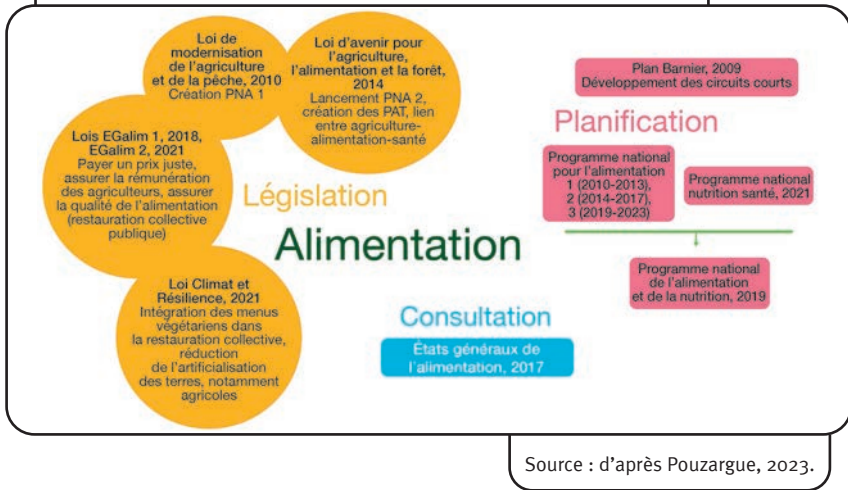 Loi de
modernisation
de l'agriculture
et de la pêche, 2010
Création PNA 1
Loi d'avenir pour
l'agriculture,
l'alimentation et la forêt,
2014
Lancement PNA 2,
création des PAT, lien
entre agriculture-
alimentation-santé
Lois EGalim 1, 2018,
EGalim 2, 2021
Payer un prix juste,
assurer la rémunération
des agriculteurs, assurer
la qualité de l'alimentation
(restauration collective
publique)
Loi Climat et
Résilience, 2021
Intégration des menus
végétariens dans
la restauration collective,
réduction
de l'artificialisation
des terres, notamment
agricoles
Législation
Alimentation
Consultation
États généraux de
l'alimentation, 2017
Plan Barnier, 2009
Développement des circuits courts
Planification
Programme national
pour l'alimentation
1 (2010-2013),
2 (2014-2017),
3 (2019-2023)
Programme national
nutrition santé, 2021
Programme national
de l'alimentation
et de la nutrition, 2019
Source : d'après Pouzargue, 2023.